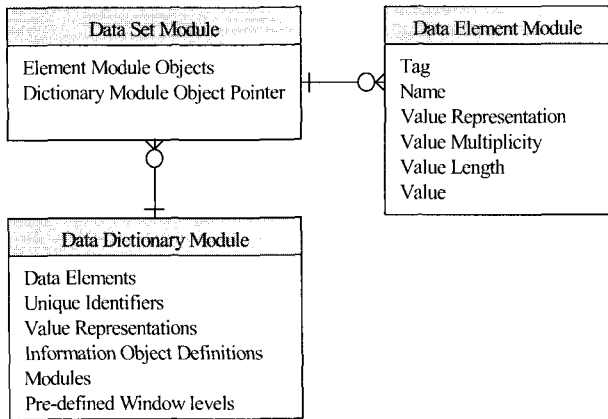 Data Set Module
Element Module Objects
Dictionary Module Object Pointer
Data Element Module
Tag
Name
Value Representation
Value Multiplicity
Value Length
Value
Data Dictionary Module
Data Elements
Unique Identifiers
Value Representations
Information Object Definitions
Modules
Pre-defined Window levels